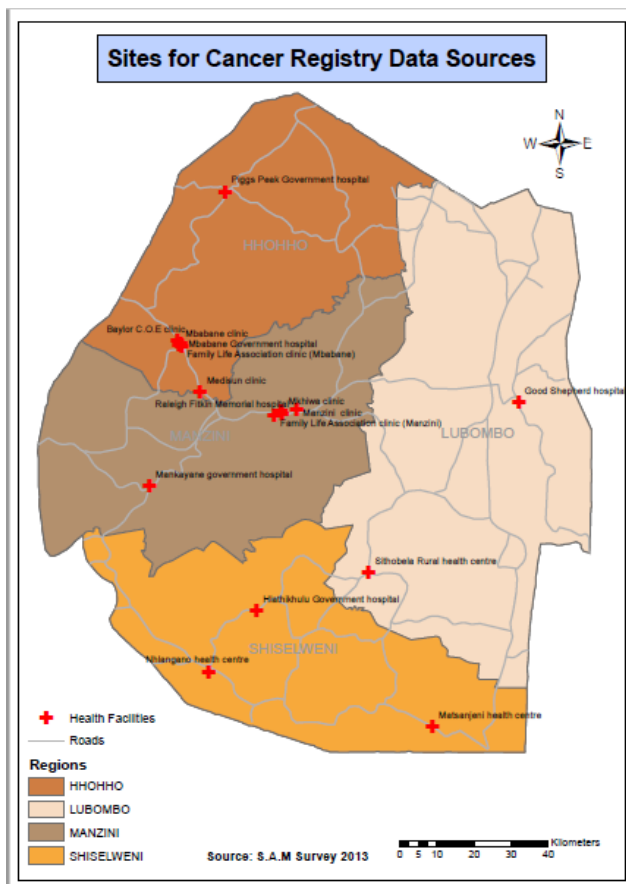 Sites for Cancer Registry Data Sources
N
W E
S
Piggs Peek Government hospital
HHOHHO
Baylor C.O.E clinic
Mbabane clinic
Mbabane Government hospital
Family Life Association clinic (Mbabane)
Medisun clinic
Good Shepherd hospital
Raleigh Fitkin Memorial hospital
Mkhiwa clinic
Manzini clinic
Family Life Association clinic (Manzini)
MANZINI
LUBOMBO
Mankayane government hospital
Sithobela Rural health centre
Hlathikhulu Government hospital
SHISELWENI
Nhlangano health centre
Matsanjeni health centre
Health Facilities
Roads
Regions
HHOHHO
LUBOMBO
MANZINI
SHISELWENI
Source: S.A.M Survey 2013
Kilometers
0 5 10 20 30 40